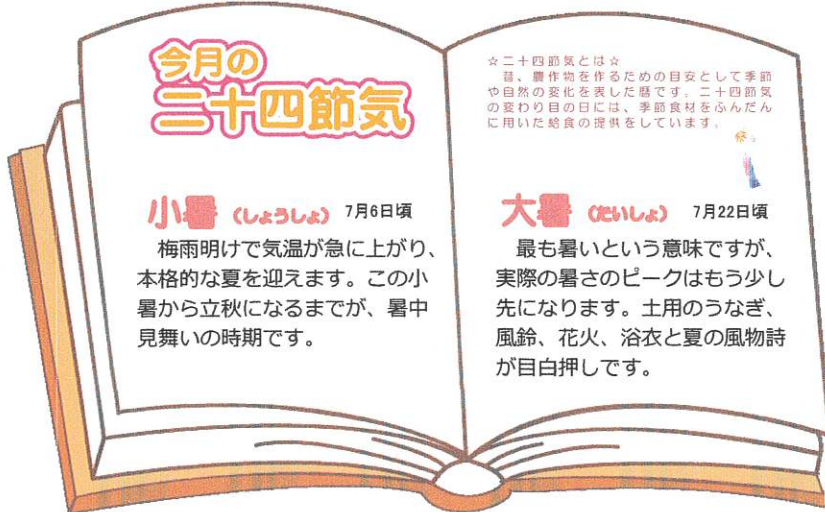 今月の
二十四節気
小暑（しょうしょ） 7月6日頃
　梅雨明けで気温が急に上がり、
本格的な夏を迎えます。この小
暑から立秋になるまでが、暑中
見舞いの時期です。
☆二十四節気とは☆
　昔、農作物を作るための目安として季節
や自然の変化を表した暦です。二十四節気
の変わり目の日には、季節食材をふんだん
に用いた給食の提供をしています。
大暑（たいしょ） 7月22日頃
　最も暑いという意味ですが、
実際の暑さのピークはもう少し
先になります。土用のうなぎ、
風鈴、花火、浴衣と夏の風物詩
が目白押しです。